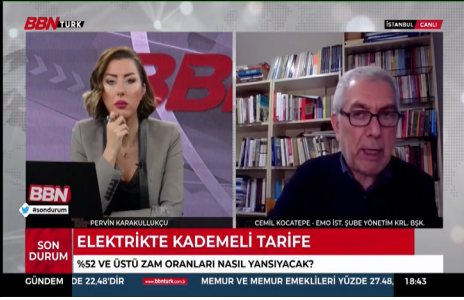 BBN TÜRK
İSTANBUL CANLI
BBN
BBN
#sondurum
PERVİN KARAKULLUKÇU
CEMİL KOCATEPE - EMO İST. ŞUBE YÖNETİM KRL. BŞK.
SON DURUM
ELEKTRİKTE KADEMELİ TARİFE
%52 VE ÜSTÜ ZAM ORANLARI NASIL YANSIYACAK?
GÜNDEM
E 22,48'DİR
www.bbnturk.com.tr
MEMUR VE MEMUR EMEKLİLERİ YÜZDE 27.48,
18:43